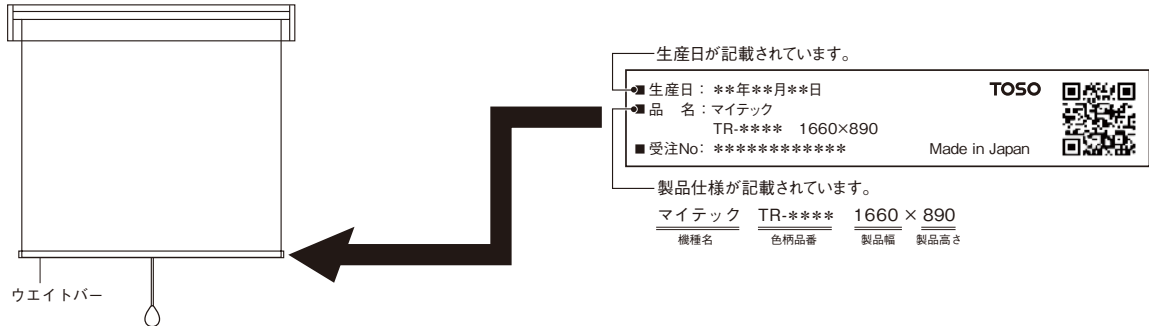 生産日が記載されています。
■生産日：**年**月**日
TOSO
■品　名：マイテック
TR-****　1660×890
■受注No：************
Made in Japan
製品仕様が記載されています。
マイテック　TR-****　1660 × 890
機種名　色柄品番　製品幅　製品高さ
ウエイトバー